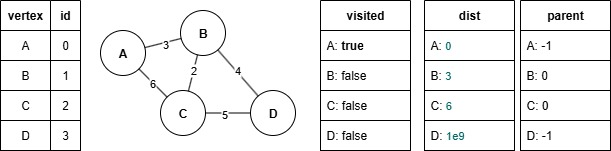 vertex id
A 0
B 1
C 2
D 3
A
B
C
D
3
6
2
4
5
visited
A: true
B: false
C: false
D: false
dist
A: 0
B: 3
C: 6
D: 1e9
parent
A: -1
B: 0
C: 0
D: -1